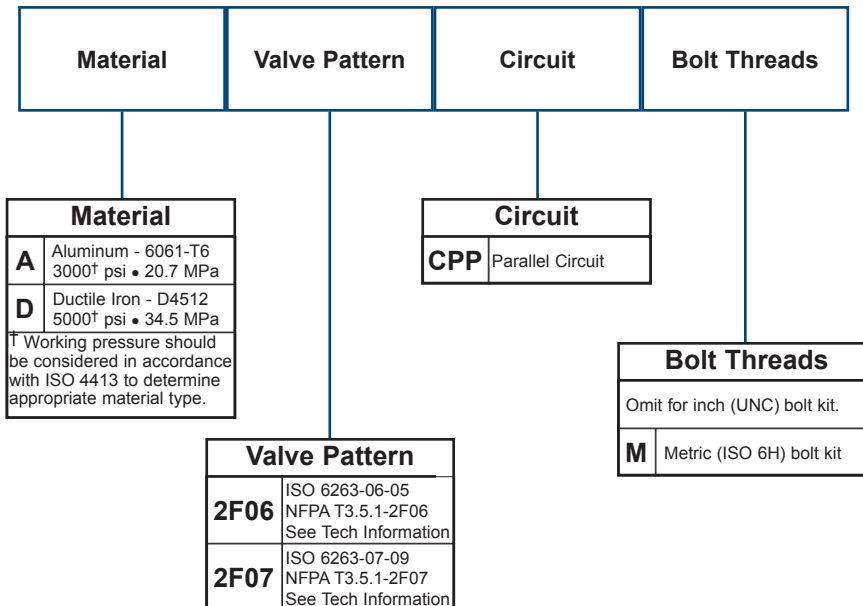 Material
Valve Pattern
Circuit
Bolt Threads
Material
A
Aluminum - 6061-T6
3000† psi • 20.7 MPa
D
Ductile Iron - D4512
5000† psi • 34.5 MPa
† Working pressure should
be considered in accordance
with ISO 4413 to determine
appropriate material type.
Valve Pattern
2F06
ISO 6263-06-05
NFPA T3.5.1-2F06
See Tech Information
2F07
ISO 6263-07-09
NFPA T3.5.1-2F07
See Tech Information
Circuit
CPP
Parallel Circuit
Bolt Threads
Omit for inch (UNC) bolt kit.
M
Metric (ISO 6H) bolt kit